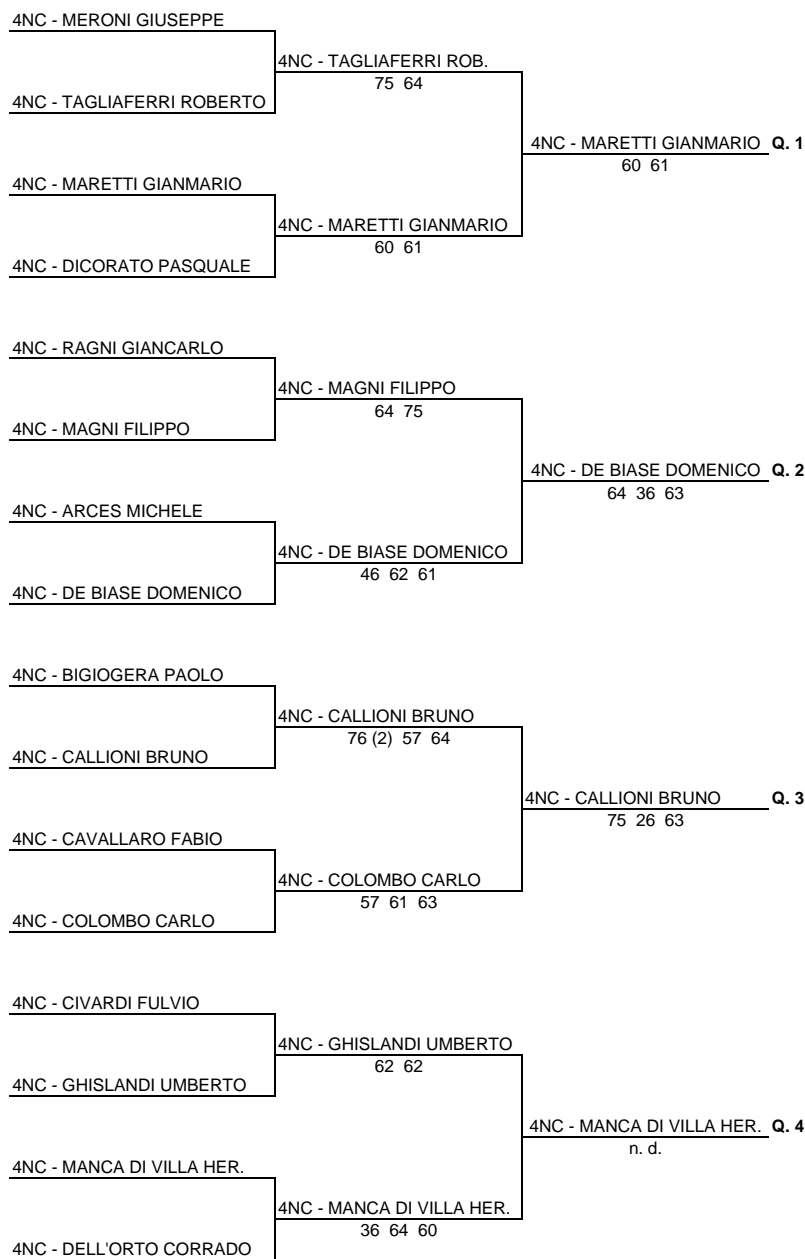 4NC - MERONI GIUSEPPE
4NC - TAGLIAFERRI ROB.
75 64
4NC - TAGLIAFERRI ROBERTO
4NC - MARETTI GIANMARIO Q. 1
60 61
4NC - MARETTI GIANMARIO
4NC - MARETTI GIANMARIO
60 61
4NC - DICORATO PASQUALE
4NC - RAGNI GIANCARLO
4NC - MAGNI FILIPPO
64 75
4NC - MAGNI FILIPPO
4NC - DE BIASE DOMENICO Q. 2
64 36 63
4NC - ARCES MICHELE
4NC - DE BIASE DOMENICO
46 62 61
4NC - DE BIASE DOMENICO
4NC - BIGIOGERA PAOLO
4NC - CALLIONI BRUNO
76 (2) 57 64
4NC - CALLIONI BRUNO
4NC - CALLIONI BRUNO Q. 3
75 26 63
4NC - CAVALLARO FABIO
4NC - COLOMBO CARLO
57 61 63
4NC - COLOMBO CARLO
4NC - CIVARDI FULVIO
4NC - GHISLANDI UMBERTO
62 62
4NC - GHISLANDI UMBERTO
4NC - MANCA DI VILLA HER. Q. 4
n. d.
4NC - MANCA DI VILLA HER.
4NC - MANCA DI VILLA HER.
36 64 60
4NC - DELL'ORTO CORRADO